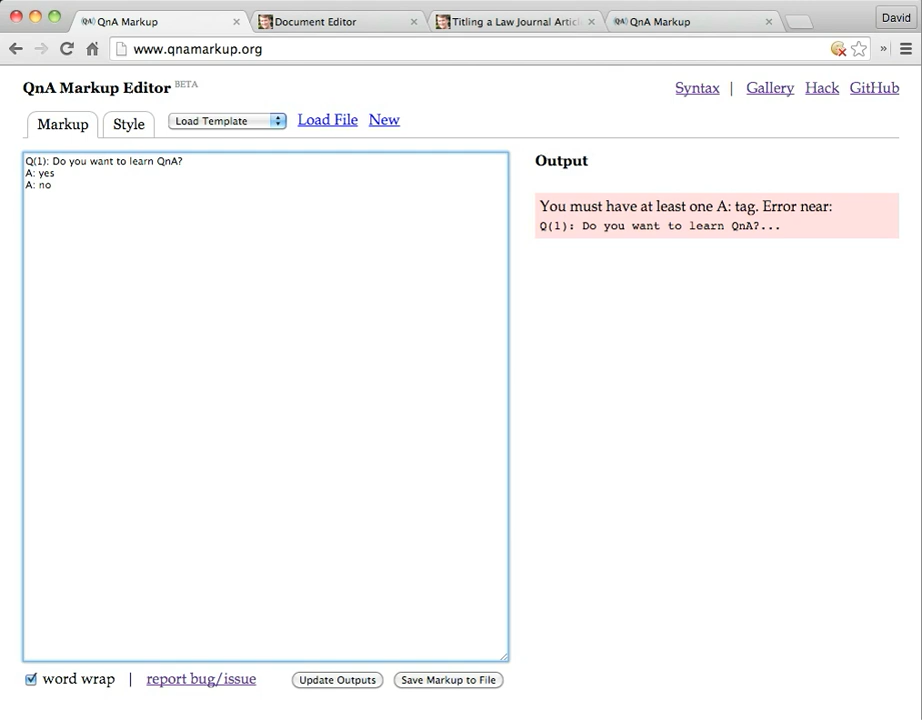 QnA Markup
Document Editor
Titling a Law Journal Articl
QnA Markup
David
www.qnamarkup.org
QnA Markup Editor BETA
Syntax | Gallery Hack GitHub
Markup Style Load Template Load File New
Q(1): Do you want to learn QnA?
A: yes
A: no
Output
You must have at least one A: tag. Error near:
Q(1): Do you want to learn QnA?...
word wrap | report bug/issue Update Outputs Save Markup to File